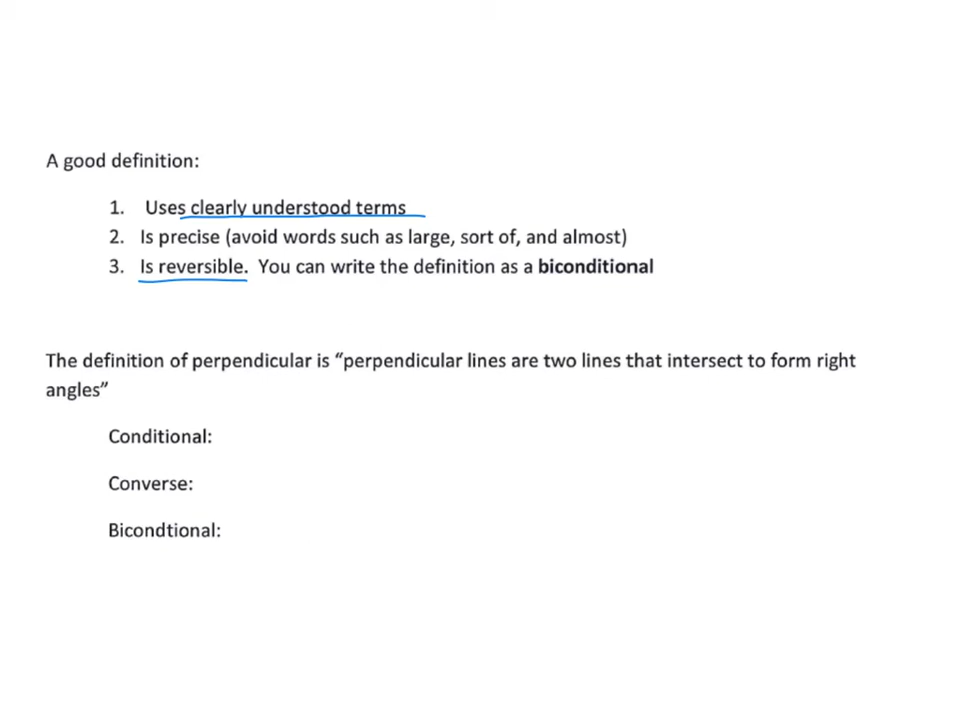 A good definition:
1. Uses clearly understood terms
2. Is precise (avoid words such as large, sort of, and almost)
3. Is reversible. You can write the definition as a biconditional
The definition of perpendicular is “perpendicular lines are two lines that intersect to form right
angles”
Conditional:
Converse:
Bicondtional: